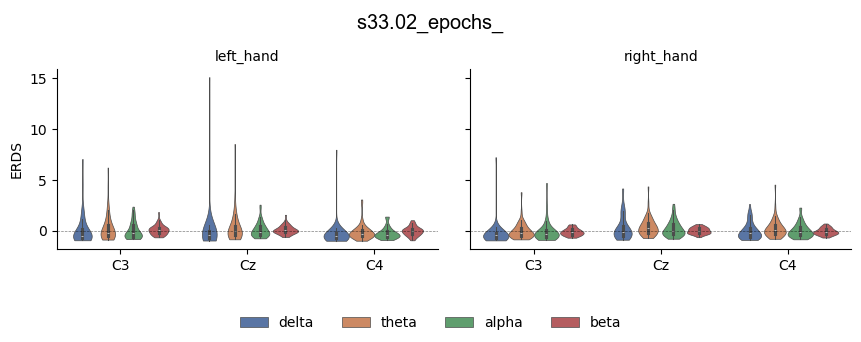 s33.02_epochs_
left_hand
right_hand
ERDS
15
10
5
0
C3
Cz
C4
C3
Cz
C4
delta
theta
alpha
beta